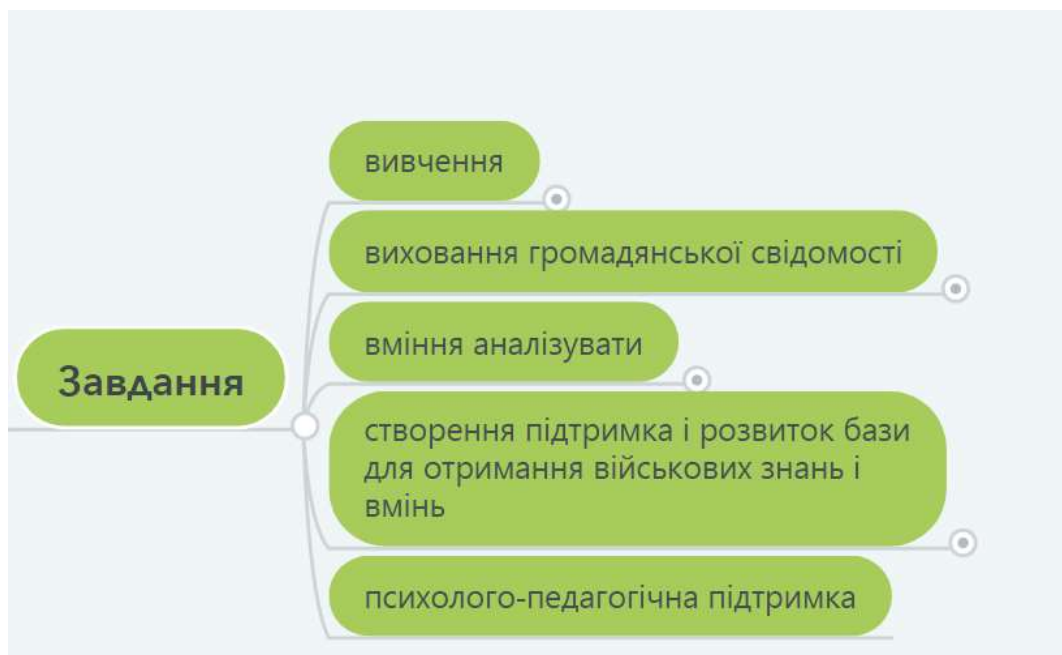 Завдання
вивчення
виховання громадянської свідомості
вміння аналізувати
створення підтримка і розвиток бази
для отримання військових знань і
вмінь
психолого-педагогічна підтримка